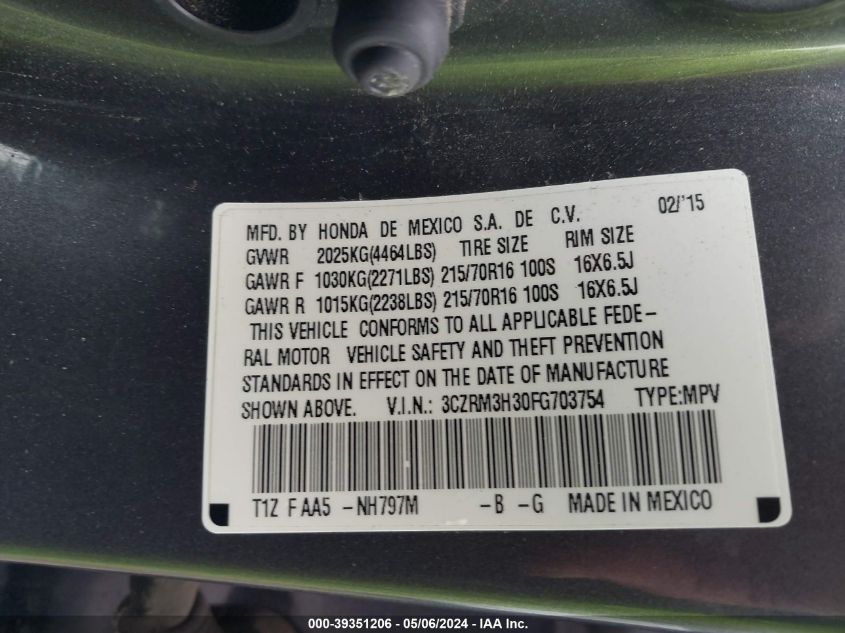 MFD. BY HONDA DE MEXICO S.A. DE C.V. 02/'15
GVWR 2025KG(4464LBS) TIRE SIZE RIM SIZE
GAWR F 1030KG(2271LBS) 215/70R16 100S 16X6.5J
GAWR R 1015KG(2238LBS) 215/70R16 100S 16X6.5J
THIS VEHICLE CONFORMS TO ALL APPLICABLE FEDE-
RAL MOTOR VEHICLE SAFETY AND THEFT PREVENTION
STANDARDS IN EFFECT ON THE DATE OF MANUFACTURE
SHOWN ABOVE. V.I.N.: 3CZRM3H30FG703754 TYPE:MPV
T1Z F AA5 -NH797M -B -G MADE IN MEXICO
000-39351206 - 05/06/2024 - IAA Inc.